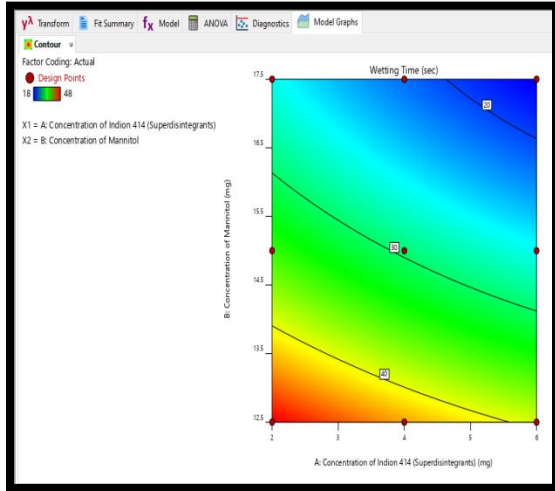 yλ Transform Fit Summary fx Model ANOVA Diagnostics Model Graphs
Contour
Factor Coding: Actual
Design Points
18 48
X1 = A: Concentration of Indion 414 (Superdisintegrants)
X2 = B: Concentration of Mannitol
Wetting Time (sec)
B: Concentration of Mannitol (mg)
17.5
16.5
15.5
14.5
13.5
12.5
20
30
40
2 3 4 5 6
A: Concentration of Indion 414 (Superdisintegrants) (mg)